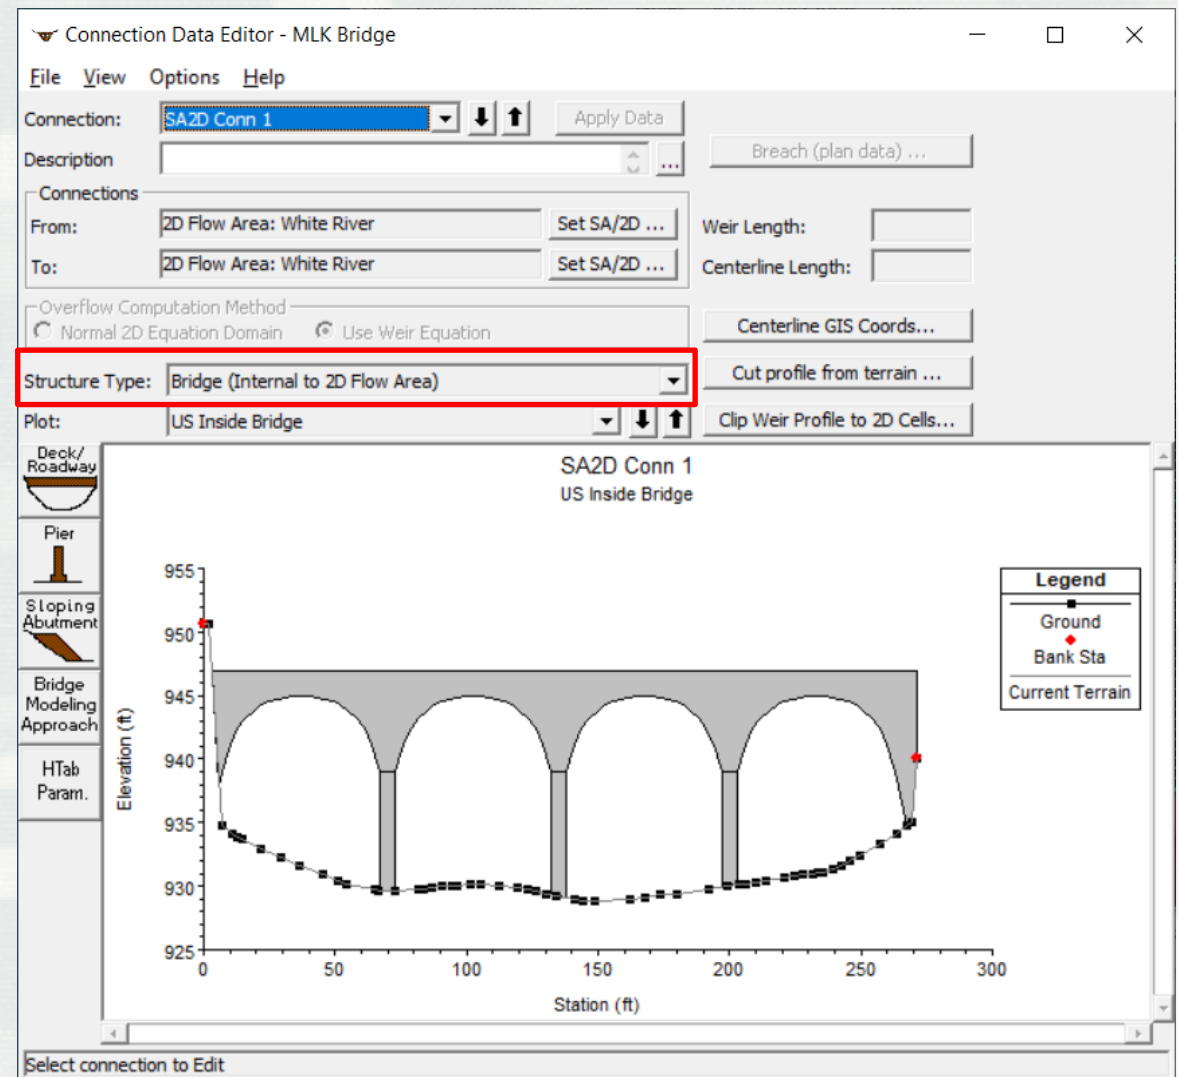 Connection Data Editor - MLK Bridge
File View Options Help
Connection: SA2D Conn 1 Apply Data
Description ... Breach (plan data) ...
Connections
From: 2D Flow Area: White River Set SA/2D ... Weir Length:
To: 2D Flow Area: White River Set SA/2D ... Centerline Length:
Overflow Computation Method
Normal 2D Equation Domain Use Weir Equation Centerline GIS Coords...
Structure Type: Bridge (Internal to 2D Flow Area) Cut profile from terrain ...
Plot: US Inside Bridge Clip Weir Profile to 2D Cells...
Deck/
Roadway
Pier
Sloping
Abutment
Bridge
Modeling
Approach
HTab
Param.
SA2D Conn 1
US Inside Bridge
955
950
945
940
935
930
925
Elevation (ft)
0 50 100 150 200 250 300
Station (ft)
Legend
Ground
Bank Sta
Current Terrain
Select connection to Edit